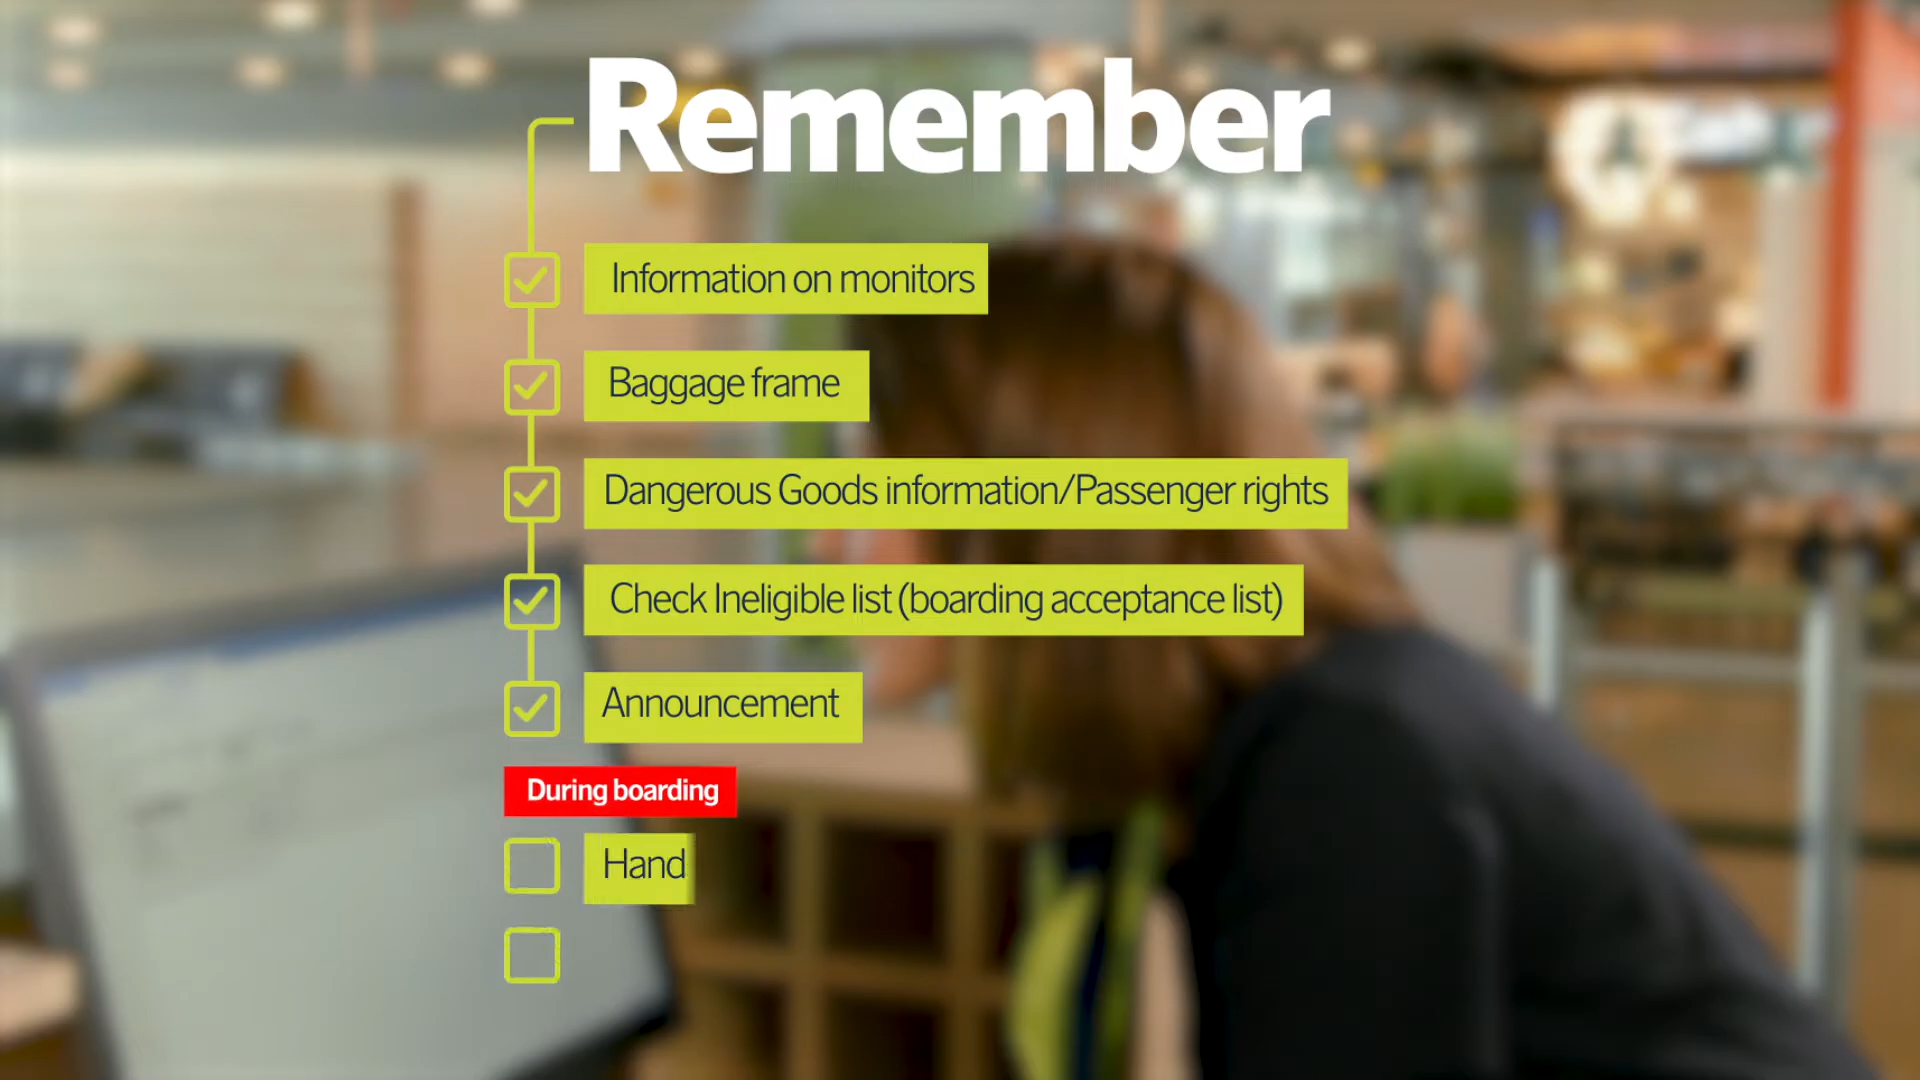 Remember
Information on monitors
Baggage frame
Dangerous Goods information/Passenger rights
Check Ineligible list (boarding acceptance list)
Announcement
During boarding
Hand